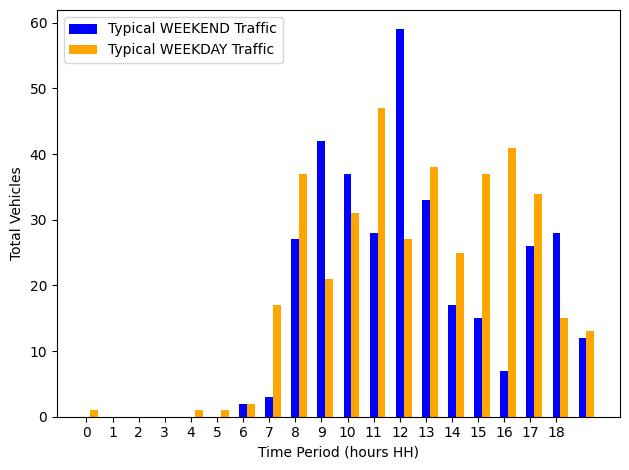 Typical WEEKEND Traffic
Typical WEEKDAY Traffic
60
50
40
30
20
10
0
Total Vehicles
0 1 2 3 4 5 6 7 8 9 10 11 12 13 14 15 16 17 18
Time Period (hours HH)